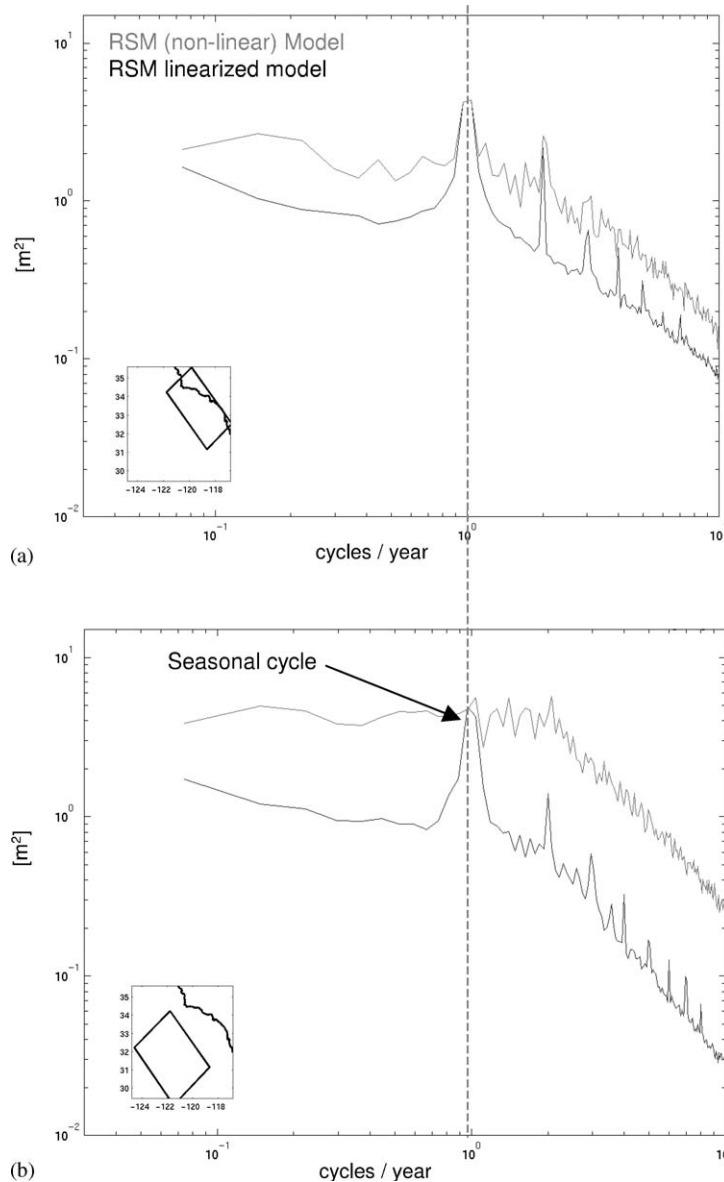 10¹
RSM (non-linear) Model
RSM linearized model
10⁰
[m²]
10⁻¹
35
34
33
32
31
30
-124 -122 -120 -118
10⁻²
10⁻¹ 10⁰ 10
cycles / year
(a)
10¹
Seasonal cycle
10⁰
[m²]
10⁻¹
35
34
33
32
31
30
-124 -122 -120 -118
10⁻²
10⁻¹ 10⁰ 10
cycles / year
(b)